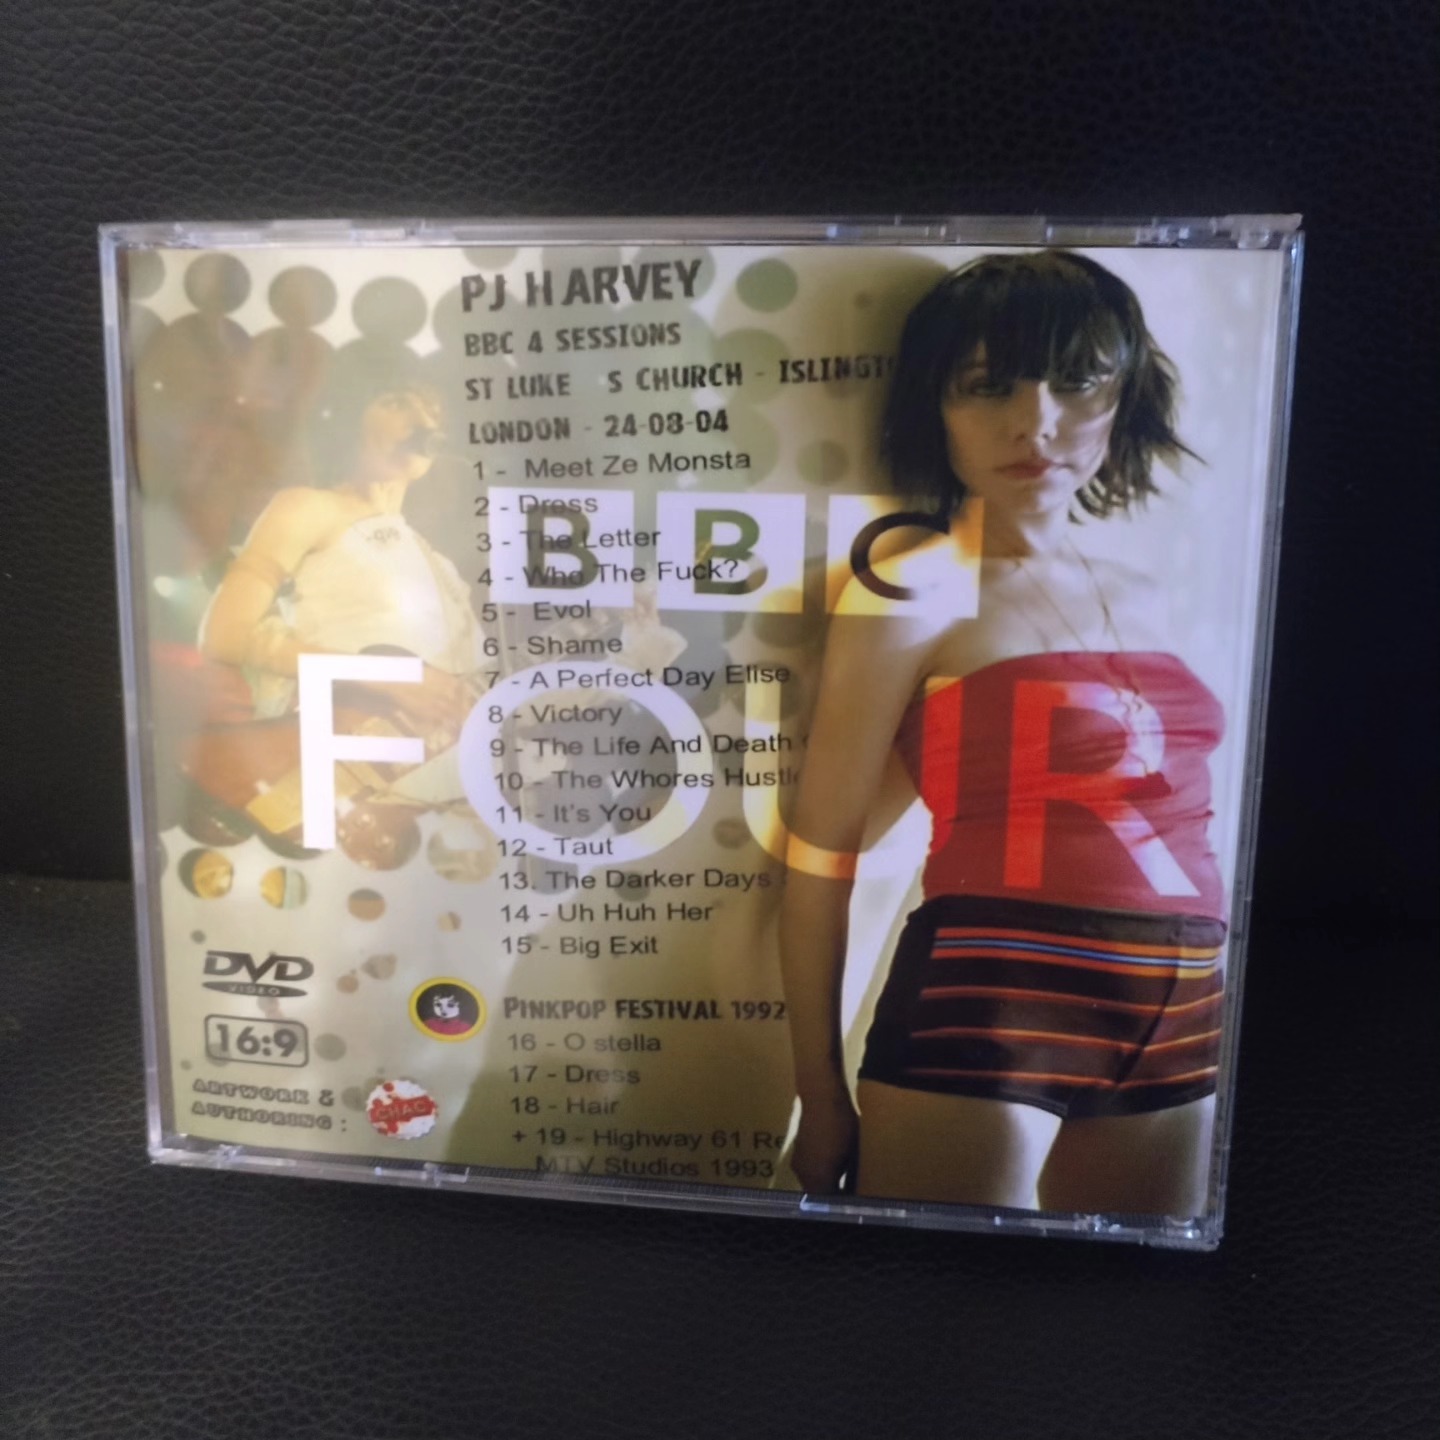 PJ HARVEY
BBC 4 SESSIONS
ST LUKE S CHURCH - ISLINGT
LONDON - 24-08-04
1 - Meet Ze Monsta
2 - Dress
3 - The Letter
4 - Who The Fuck?
5 - Evol
6 - Shame
7 - A Perfect Day Elise
8 - Victory
9 - The Life And Death
10 - The Whores Hustl
11 - It's You
12 - Taut
13. The Darker Days
14 - Uh Huh Her
15 - Big Exit
BBC
FOUR
DVD
VIDEO
16:9
ARTWORK &
AUTHORING :
CHAC
PINKPOP FESTIVAL 1992
16 - O stella
17 - Dress
18 - Hair
+ 19 - Highway 61 Re
MTV Studios 1993